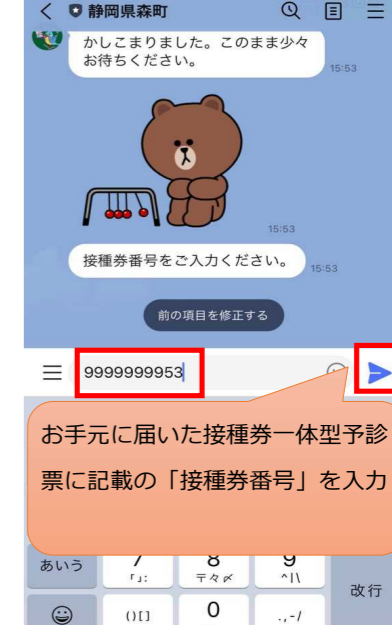 静岡県森町
かしこまりました。このまま少々
お待ちください。
15:53
15:53
接種券番号をご入力ください。
15:53
前の項目を修正する
9999999953
お手元に届いた接種券一体型予診
票に記載の「接種券番号」を入力
あいう
7
「」:
8
〒々〆
9
^|\
改行
()[]
0
.,-/